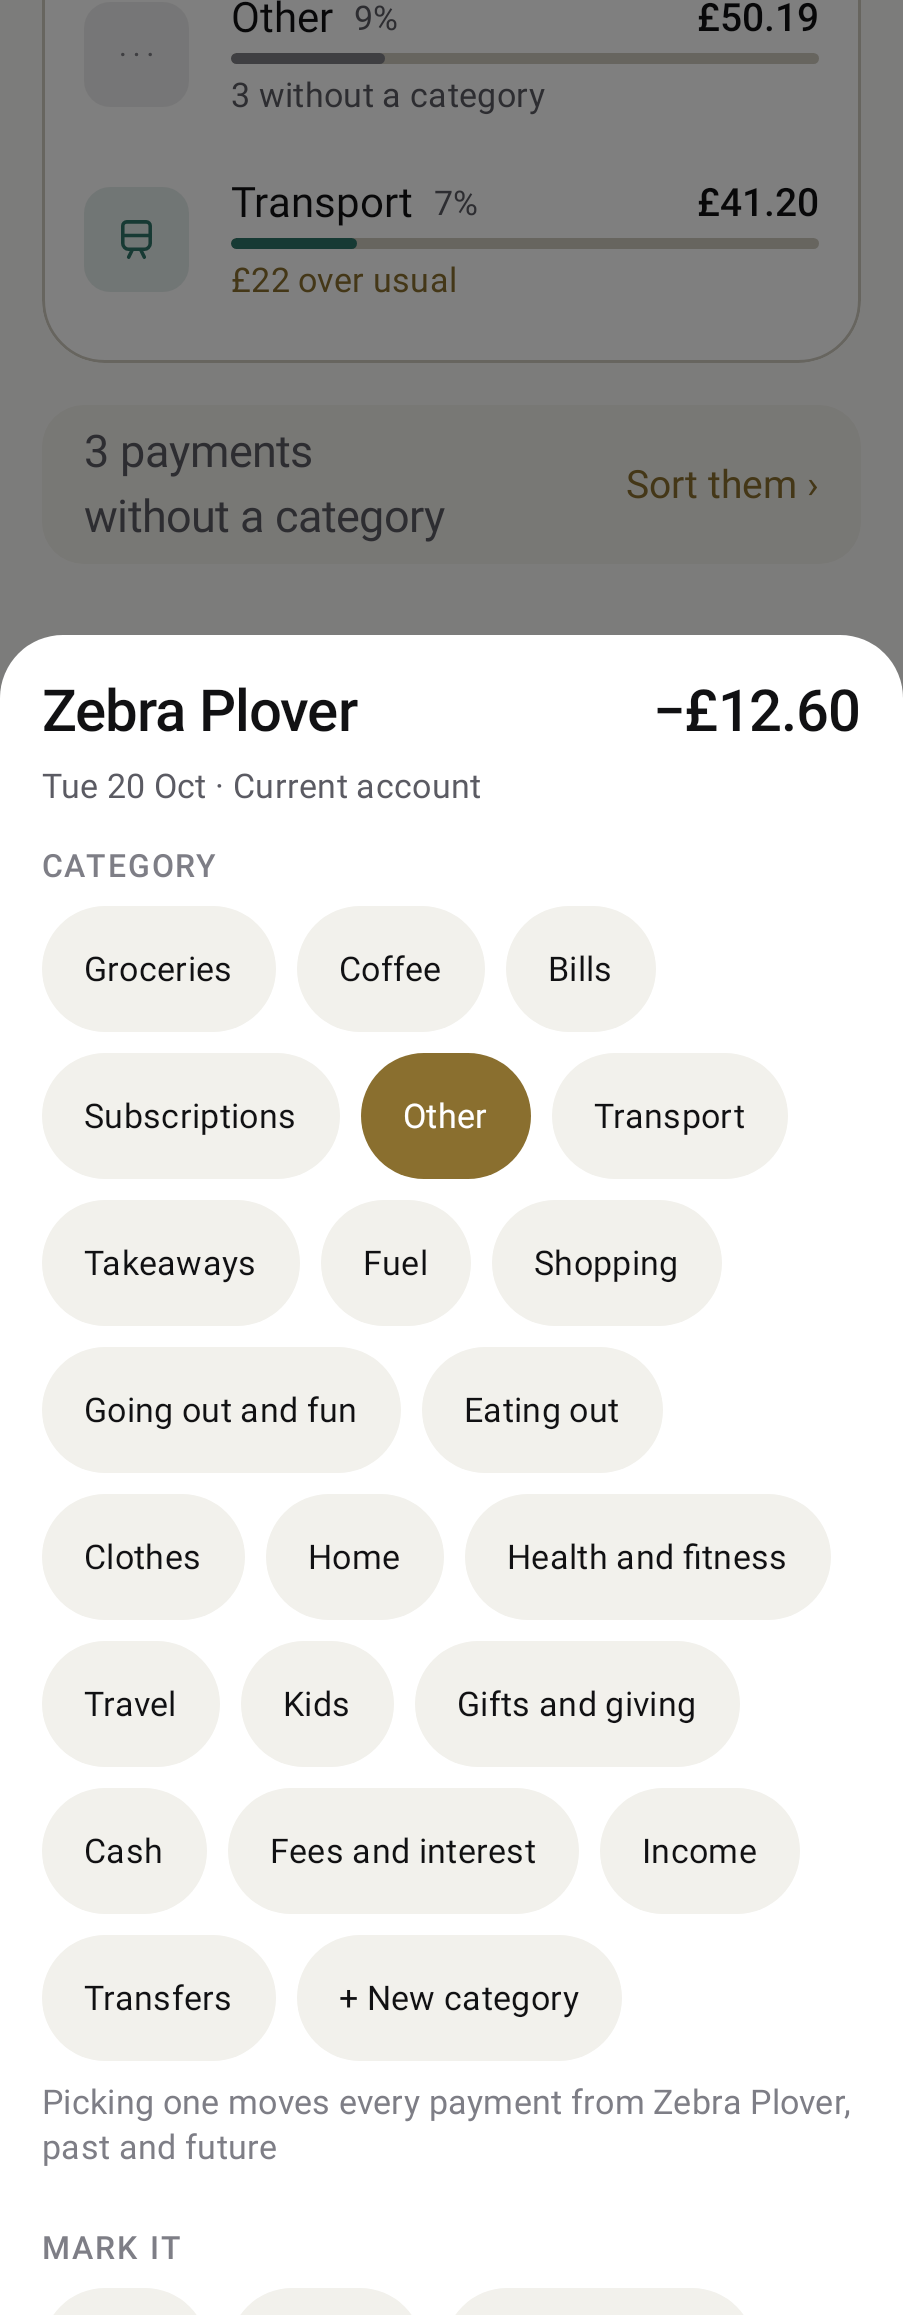 Other 9% £50.19
3 without a category
Transport 7% £41.20
£22 over usual
3 payments
without a category
Sort them ›
Zebra Plover −£12.60
Tue 20 Oct · Current account
CATEGORY
Groceries Coffee Bills
Subscriptions Other Transport
Takeaways Fuel Shopping
Going out and fun Eating out
Clothes Home Health and fitness
Travel Kids Gifts and giving
Cash Fees and interest Income
Transfers + New category
Picking one moves every payment from Zebra Plover,
past and future
MARK IT